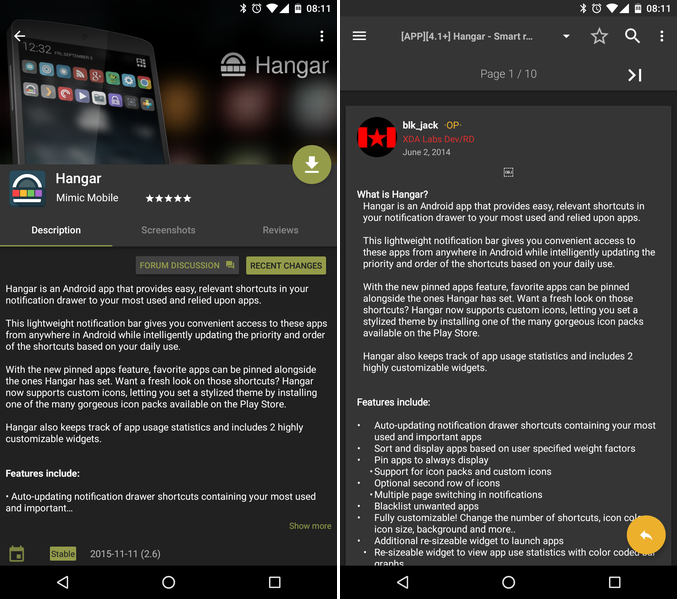 08:11
12:32 FRI, SEPTEMBER 5
Hangar
Hangar
Mimic Mobile
Description
Screenshots
Reviews
FORUM DISCUSSION
RECENT CHANGES
Hangar is an Android app that provides easy, relevant shortcuts in your
notification drawer to your most used and relied upon apps.
This lightweight notification bar gives you convenient access to these apps
from anywhere in Android while intelligently updating the priority and order
of the shortcuts based on your daily use.
With the new pinned apps feature, favorite apps can be pinned alongside
the ones Hangar has set. Want a fresh look on those shortcuts? Hangar
now supports custom icons, letting you set a stylized theme by installing
one of the many gorgeous icon packs available on the Play Store.
Hangar also keeps track of app usage statistics and includes 2 highly
customizable widgets.
Features include:
• Auto-updating notification drawer shortcuts containing your most used
and important...
Show more
Stable
2015-11-11 (2.6)
08:11
[APP][4.1+] Hangar - Smart r...
Page 1 / 10
blk_jack ·OP·
XDA Labs Dev/RD
June 2, 2014
OBJ
What is Hangar?
Hangar is an Android app that provides easy, relevant shortcuts in
your notification drawer to your most used and relied upon apps.
This lightweight notification bar gives you convenient access to
these apps from anywhere in Android while intelligently updating the
priority and order of the shortcuts based on your daily use.
With the new pinned apps feature, favorite apps can be pinned
alongside the ones Hangar has set. Want a fresh look on those
shortcuts? Hangar now supports custom icons, letting you set a
stylized theme by installing one of the many gorgeous icon packs
available on the Play Store.
Hangar also keeps track of app usage statistics and includes 2
highly customizable widgets.
Features include:
• Auto-updating notification drawer shortcuts containing your most
used and important apps
• Sort and display apps based on user specified weight factors
• Pin apps to always display
• Support for icon packs and custom icons
• Optional second row of icons
• Multiple page switching in notifications
• Blacklist unwanted apps
• Fully customizable! Change the number of shortcuts, icon colo
icon size, background and more..
• Additional re-sizeable widget to launch apps
• Re-sizeable widget to view app use statistics with color coded bar
graphs